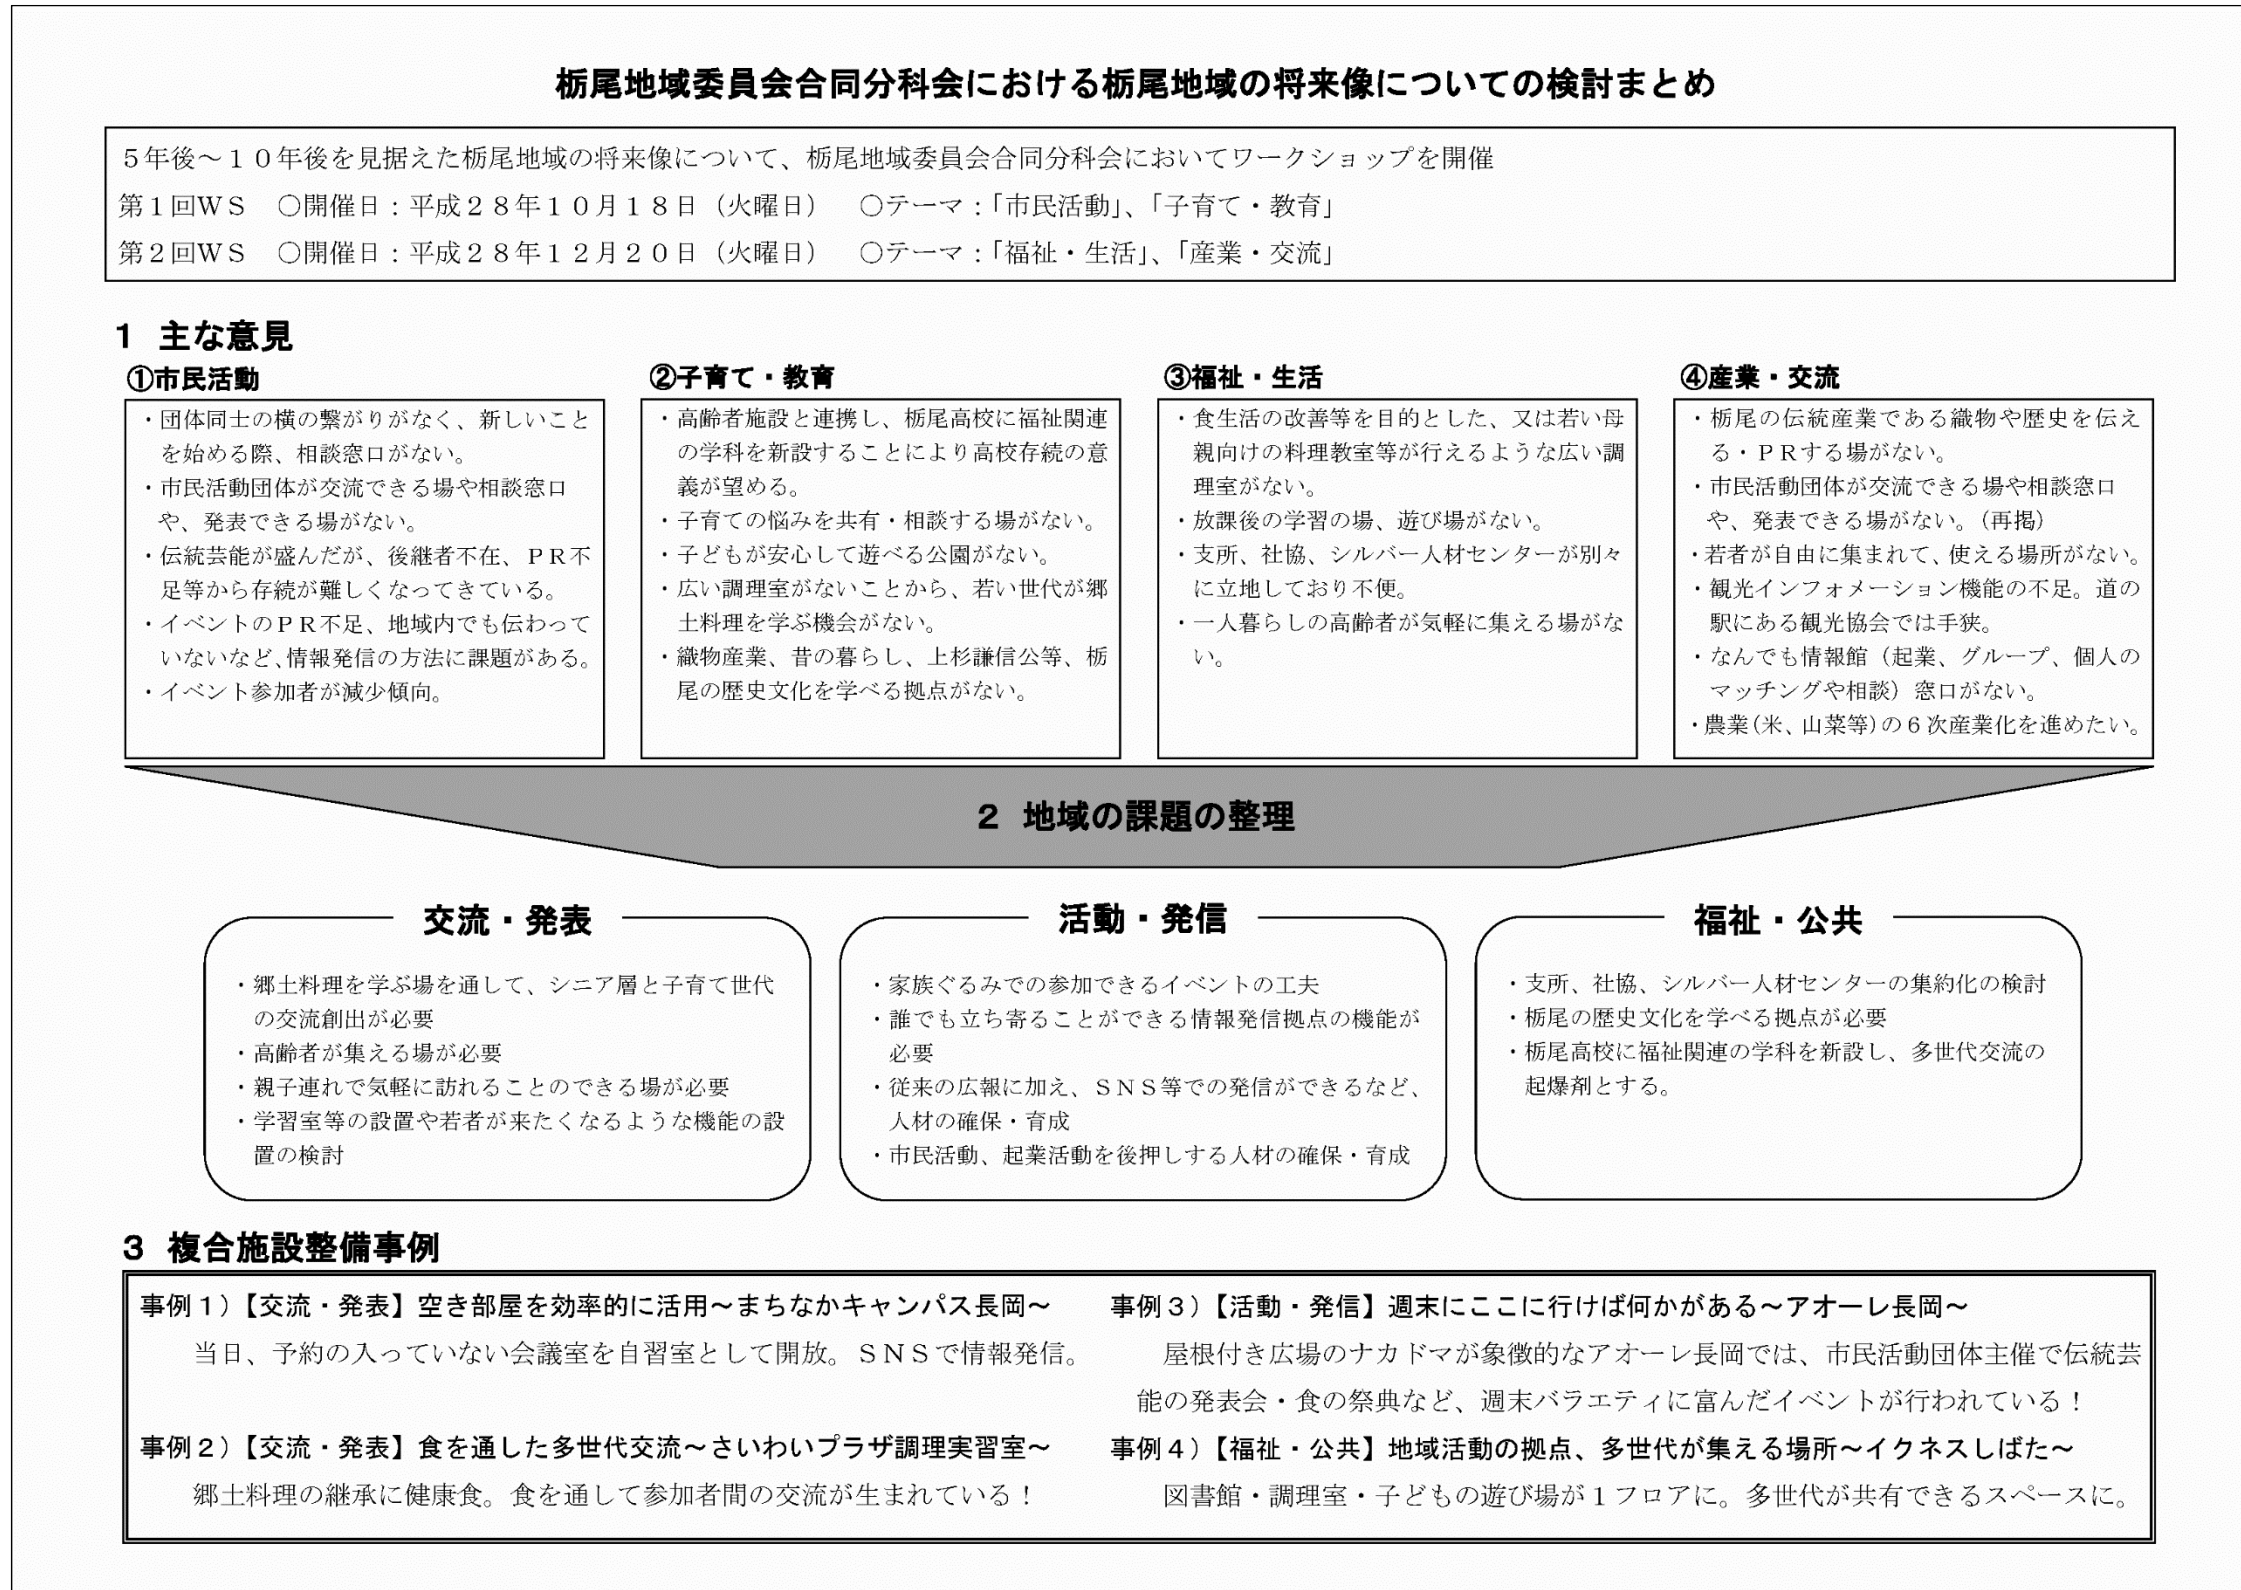 栃尾地域委員会合同分科会における栃尾地域の将来像についての検討まとめ
５年後～１０年後を見据えた栃尾地域の将来像について、栃尾地域委員会合同分科会においてワークショップを開催
第１回ＷＳ　○開催日：平成２８年１０月１８日（火曜日）　○テーマ：「市民活動」、「子育て・教育」
第２回ＷＳ　○開催日：平成２８年１２月２０日（火曜日）　○テーマ：「福祉・生活」、「産業・交流」
１　主な意見
①市民活動
・団体同士の横の繋がりがなく、新しいこと
を始める際、相談窓口がない。
・市民活動団体が交流できる場や相談窓口
や、発表できる場がない。
・伝統芸能が盛んだが、後継者不在、ＰＲ不
足等から存続が難しくなってきている。
・イベントのＰＲ不足、地域内でも伝わって
いないなど、情報発信の方法に課題がある。
・イベント参加者が減少傾向。
②子育て・教育
・高齢者施設と連携し、栃尾高校に福祉関連
の学科を新設することにより高校存続の意
義が望める。
・子育ての悩みを共有・相談する場がない。
・子どもが安心して遊べる公園がない。
・広い調理室がないことから、若い世代が郷
土料理を学ぶ機会がない。
・織物産業、昔の暮らし、上杉謙信公等、栃
尾の歴史文化を学べる拠点がない。
③福祉・生活
・食生活の改善等を目的とした、又は若い母
親向けの料理教室等が行えるような広い調
理室がない。
・放課後の学習の場、遊び場がない。
・支所、社協、シルバー人材センターが別々
に立地しており不便。
・一人暮らしの高齢者が気軽に集える場がな
い。
④産業・交流
・栃尾の伝統産業である織物や歴史を伝え
る・ＰＲする場がない。
・市民活動団体が交流できる場や相談窓口
や、発表できる場がない。（再掲）
・若者が自由に集まれて、使える場所がない。
・観光インフォメーション機能の不足。道の
駅にある観光協会では手狭。
・なんでも情報館（起業、グループ、個人の
マッチングや相談）窓口がない。
・農業（米、山菜等）の６次産業化を進めたい。
２　地域の課題の整理
交流・発表
・郷土料理を学ぶ場を通して、シニア層と子育て世代
の交流創出が必要
・高齢者が集える場が必要
・親子連れで気軽に訪れることのできる場が必要
・学習室等の設置や若者が来たくなるような機能の設
置の検討
活動・発信
・家族ぐるみでの参加できるイベントの工夫
・誰でも立ち寄ることができる情報発信拠点の機能が
必要
・従来の広報に加え、ＳＮＳ等での発信ができるなど、
人材の確保・育成
・市民活動、起業活動を後押しする人材の確保・育成
福祉・公共
・支所、社協、シルバー人材センターの集約化の検討
・栃尾の歴史文化を学べる拠点が必要
・栃尾高校に福祉関連の学科を新設し、多世代交流の
起爆剤とする。
３　複合施設整備事例
事例１）【交流・発表】空き部屋を効率的に活用～まちなかキャンパス長岡～
当日、予約の入っていない会議室を自習室として開放。ＳＮＳで情報発信。
事例２）【交流・発表】食を通した多世代交流～さいわいプラザ調理実習室～
郷土料理の継承に健康食。食を通して参加者間の交流が生まれている！
事例３）【活動・発信】週末にここに行けば何かがある～アオーレ長岡～
屋根付き広場のナカドマが象徴的なアオーレ長岡では、市民活動団体主催で伝統芸
能の発表会・食の祭典など、週末バラエティに富んだイベントが行われている！
事例４）【福祉・公共】地域活動の拠点、多世代が集える場所～イクネスしばた～
図書館・調理室・子どもの遊び場が１フロアに。多世代が共有できるスペースに。